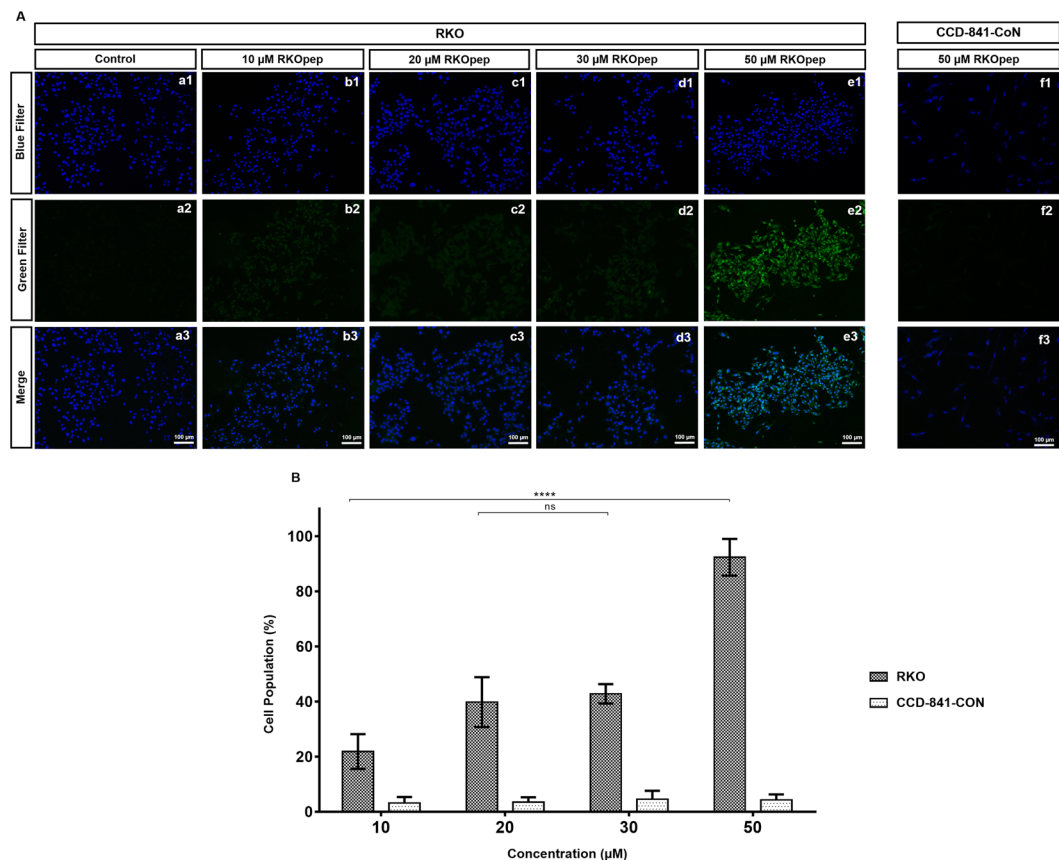 A
RKO
CCD-841-CoN
Control
10 µM RKOpep
20 µM RKOpep
30 µM RKOpep
50 µM RKOpep
50 µM RKOpep
Blue Filter
a1
b1
c1
d1
e1
f1
Green Filter
a2
b2
c2
d2
e2
f2
Merge
a3
b3
c3
d3
e3
f3
100 µm
100 µm
100 µm
100 µm
100 µm
100 µm
B
****
ns
Cell Population (%)
100
80
60
40
20
0
10
20
30
50
Concentration (µM)
RKO
CCD-841-CON